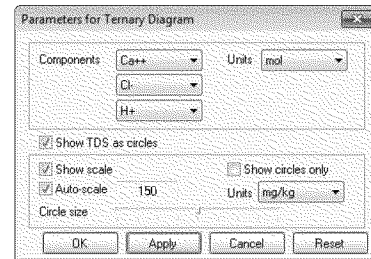 Parameters for Ternary Diagram
Components Ca++ Units mol
Cl-
H+
Show TDS as circles
Show scale Show circles only
Auto-scale 150 Units mg/kg
Circle size
OK Apply Cancel Reset